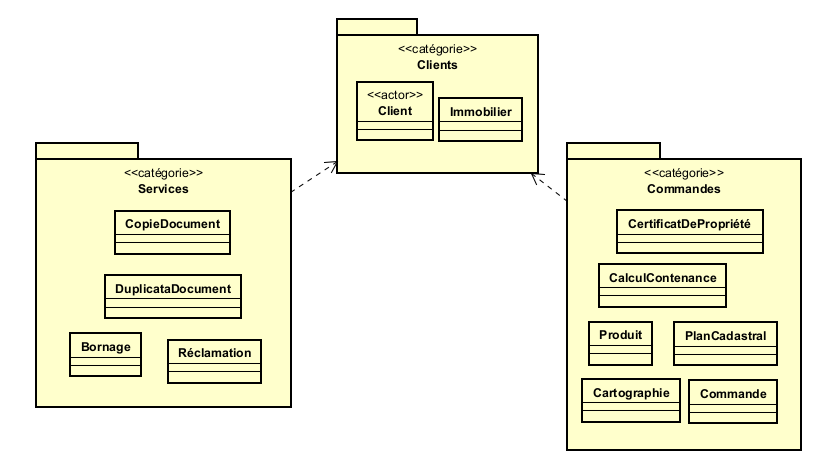 <<catégorie>>
Clients
<<actor>>
Client
Immobilier
<<catégorie>>
Services
CopieDocument
DuplicataDocument
Bornage
Réclamation
<<catégorie>>
Commandes
CertificatDePropriété
CalculContenance
Produit
PlanCadastral
Cartographie
Commande